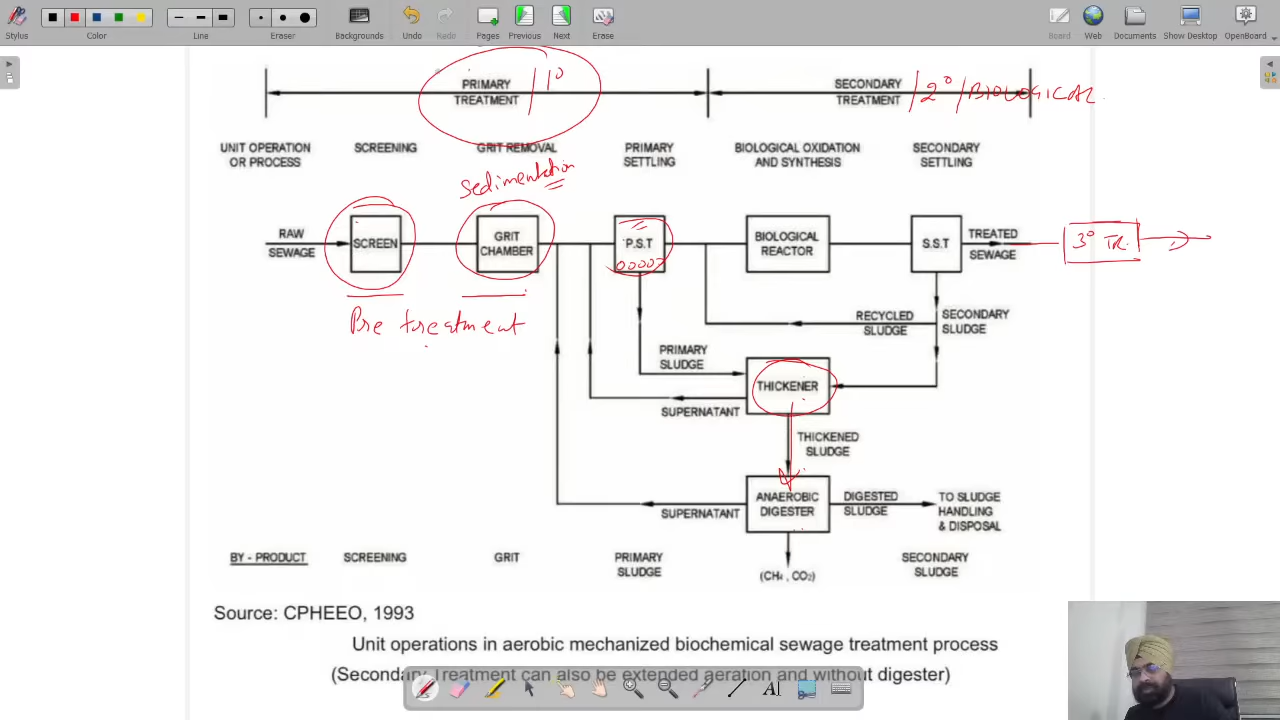 Stylus
Color
Line
Eraser
Backgrounds
Undo
Redo
Pages
Previous
Next
Erase
Board
Web
Documents
Show Desktop
OpenBoard
PRIMARY
TREATMENT
/1°
SECONDARY
TREATMENT
/2°/BIOLOGICAL
UNIT OPERATION
OR PROCESS
SCREENING
GRIT REMOVAL
PRIMARY
SETTLING
BIOLOGICAL OXIDATION
AND SYNTHESIS
SECONDARY
SETTLING
Sedimentation
RAW
SEWAGE
SCREEN
GRIT
CHAMBER
P.S.T
BIOLOGICAL
REACTOR
S.S.T
TREATED
SEWAGE
3° TR.
Pre treatment
RECYCLED
SLUDGE
SECONDARY
SLUDGE
PRIMARY
SLUDGE
THICKENER
SUPERNATANT
THICKENED
SLUDGE
ANAEROBIC
DIGESTER
SUPERNATANT
DIGESTED
SLUDGE
TO SLUDGE
HANDLING
& DISPOSAL
BY - PRODUCT
SCREENING
GRIT
PRIMARY
SLUDGE
(CH₄ , CO₂)
SECONDARY
SLUDGE
Source: CPHEEO, 1993
Unit operations in aerobic mechanized biochemical sewage treatment process
(Secondary Treatment can also be extended aeration and without digester)